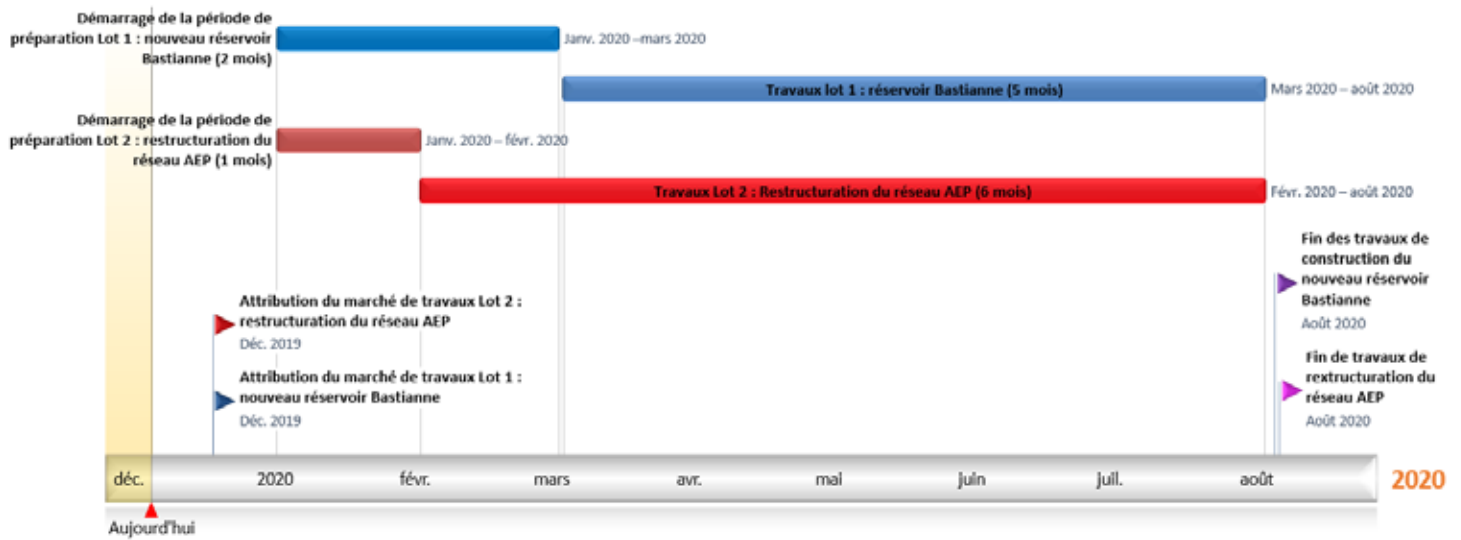 Démarrage de la période de
préparation Lot 1 : nouveau réservoir
Bastianne (2 mois)
Janv. 2020 –mars 2020
Travaux lot 1 : réservoir Bastianne (5 mois)
Mars 2020 – août 2020
Démarrage de la période de
préparation Lot 2 : restructuration du
réseau AEP (1 mois)
Janv. 2020 – févr. 2020
Travaux Lot 2 : Restructuration du réseau AEP (6 mois)
Févr. 2020 – août 2020
Fin des travaux de
construction du
nouveau réservoir
Bastianne
Août 2020
Attribution du marché de travaux Lot 2 :
restructuration du réseau AEP
Déc. 2019
Fin de travaux de
rextructuration du
réseau AEP
Août 2020
Attribution du marché de travaux Lot 1 :
nouveau réservoir Bastianne
Déc. 2019
déc. 2020 févr. mars avr. mai juin juil. août 2020
Aujourd'hui